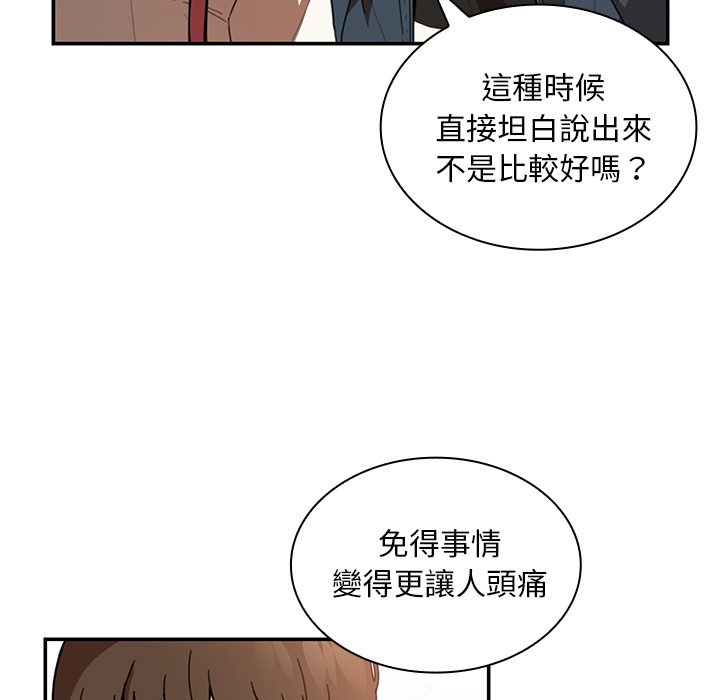 這種時候
直接坦白說出來
不是比較好嗎？
免得事情
變得更讓人頭痛